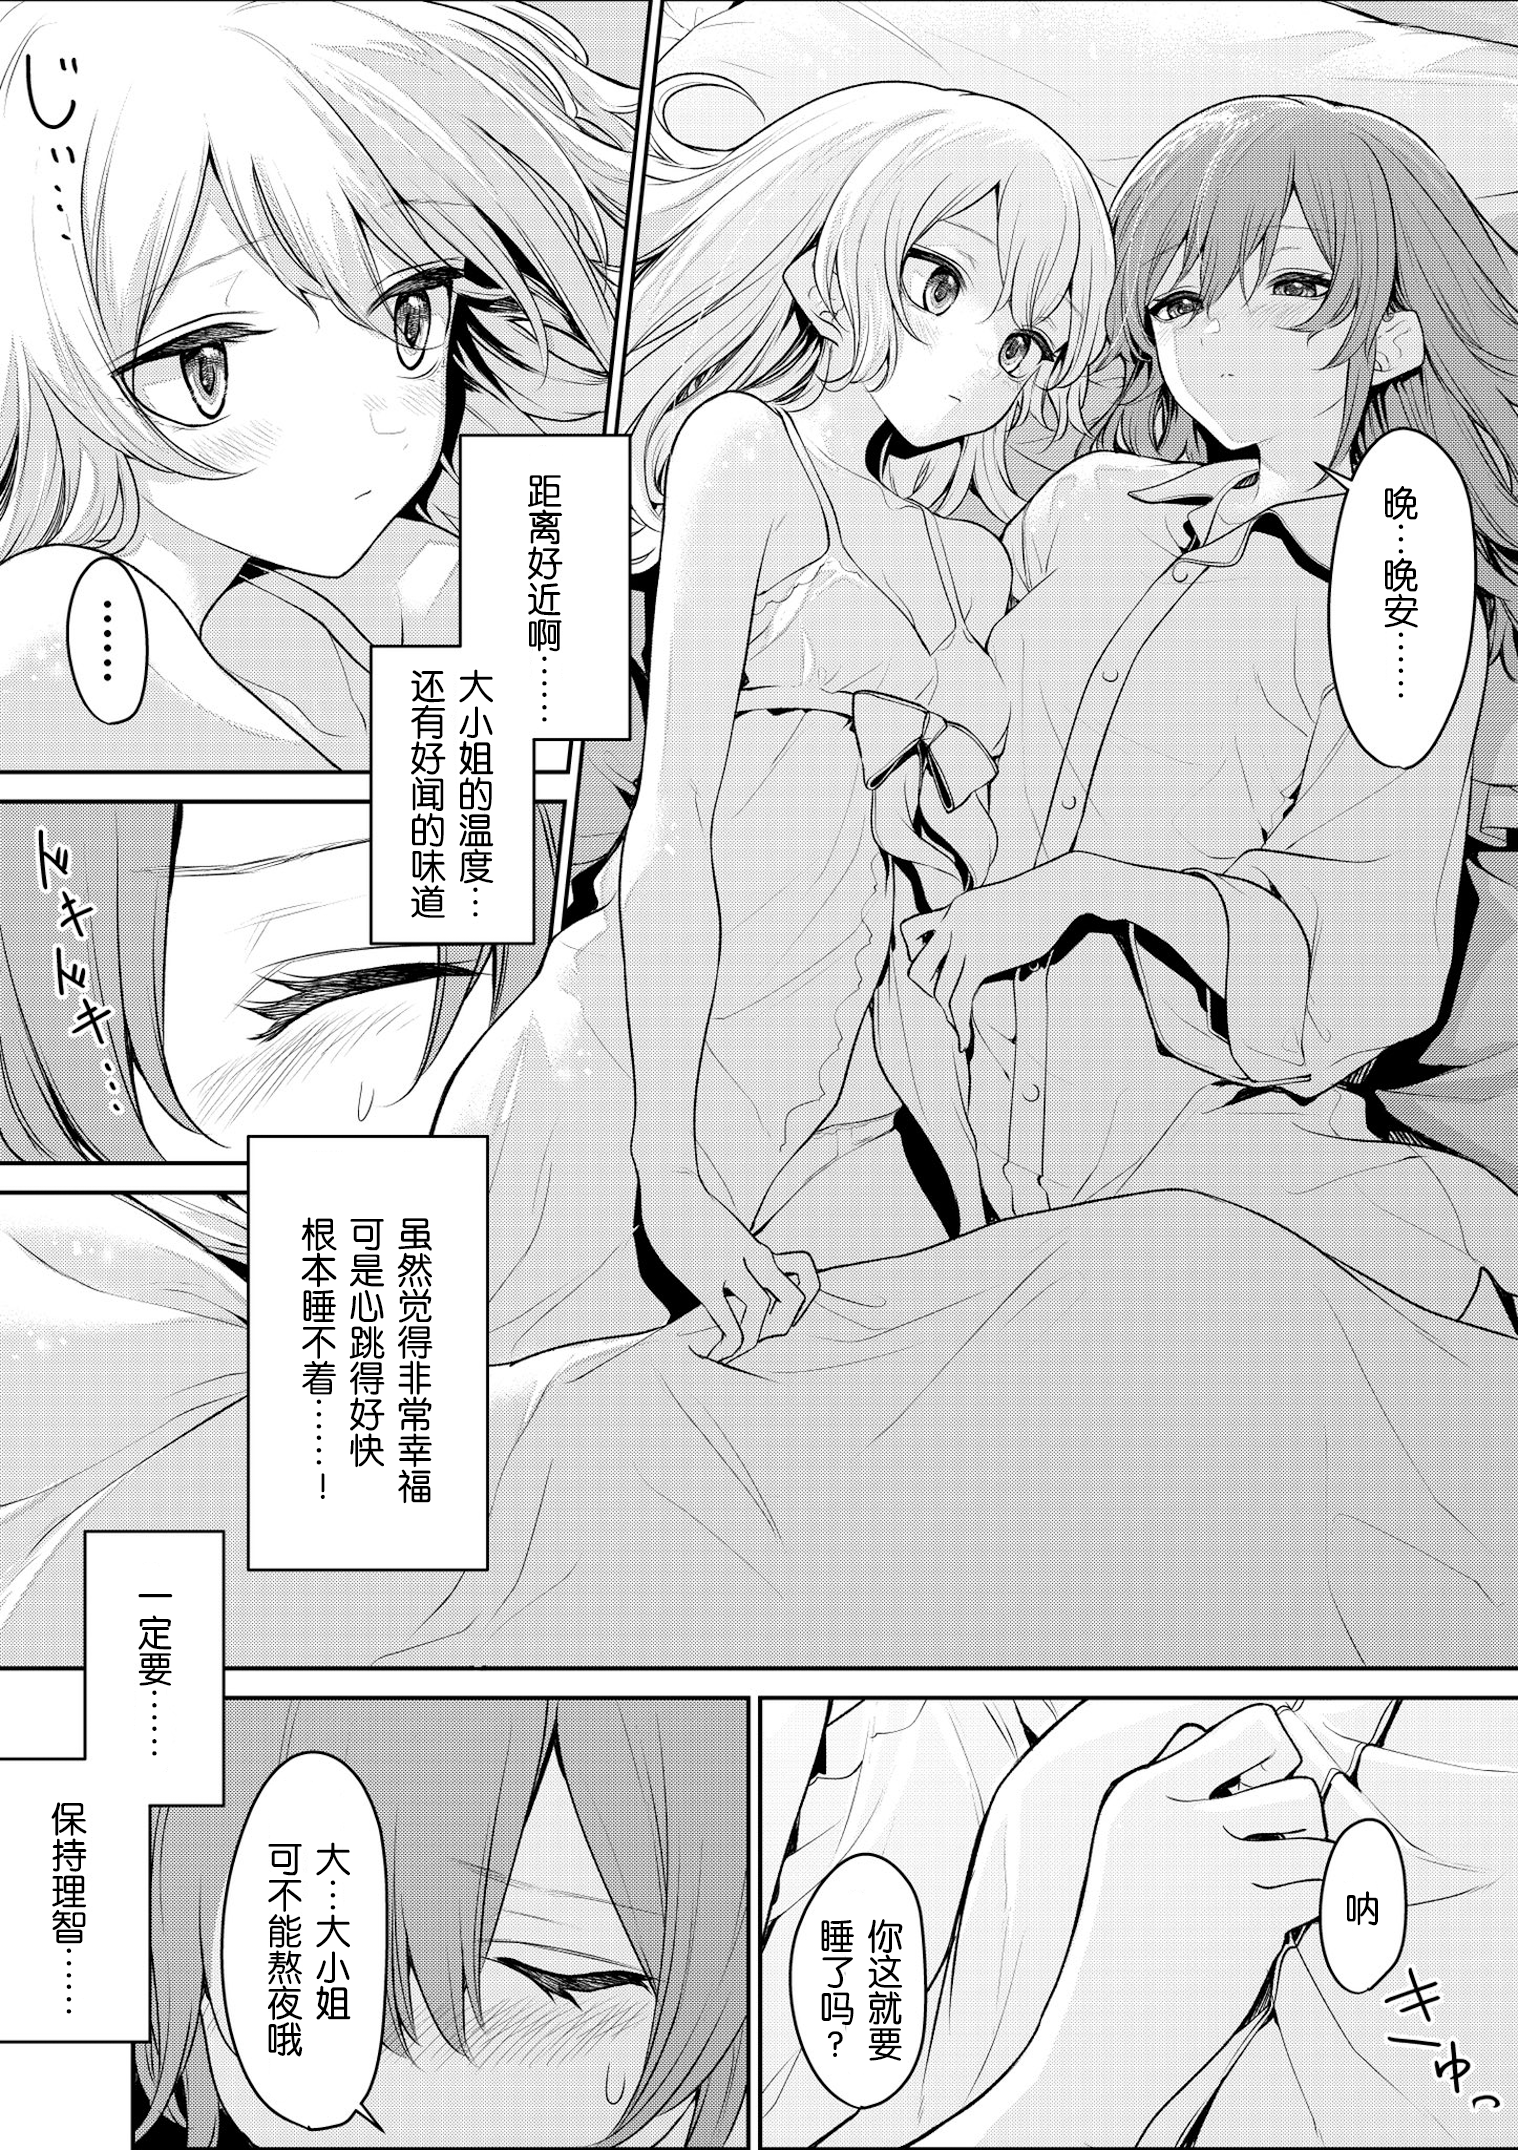 晚…晚安……
距离好近啊……
大小姐的温度…
还有好闻的味道
じ
じ…
……
ドキ
ドキ…
虽然觉得非常幸福
可是心跳得好快
根本睡不着……！
呐
你这就要
睡了吗？
キーゅっ
一定要……
保持理智……
大…大小姐
可不能熬夜哦